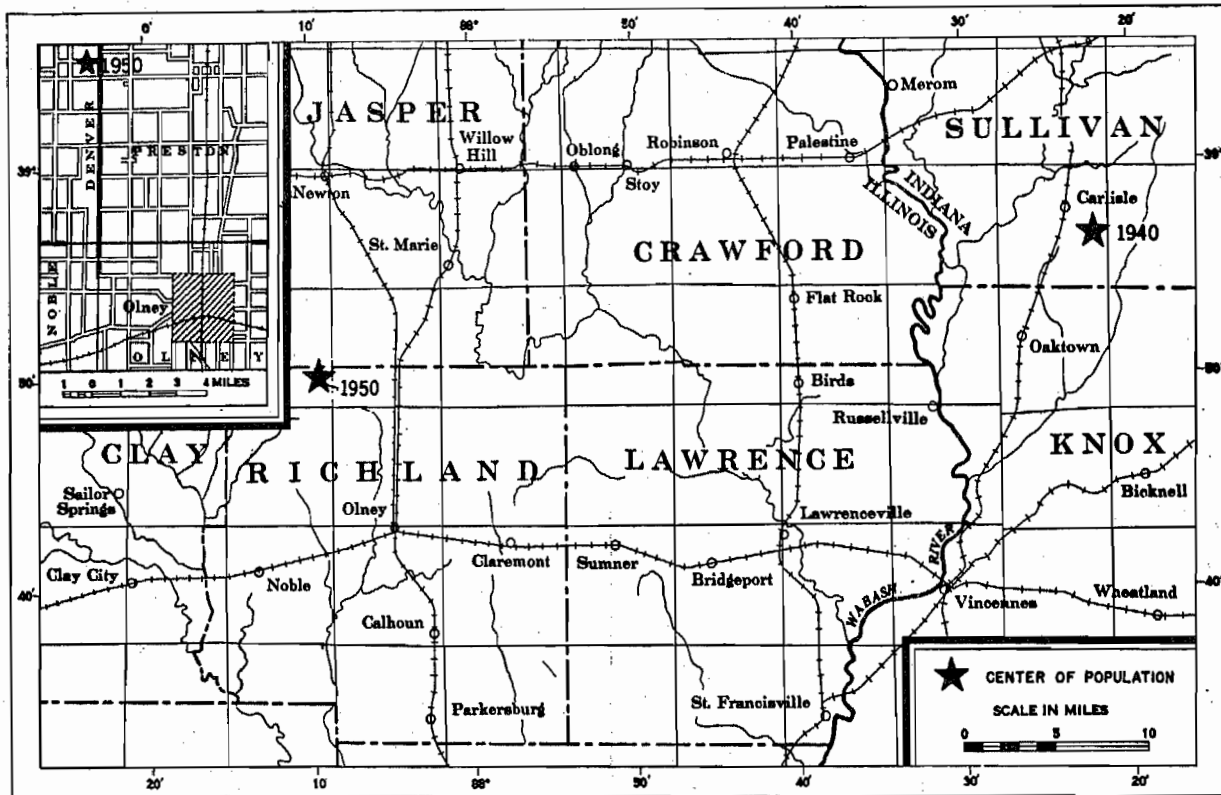 0' 10' 88° 50' 40' 30' 20'
1950
DENVER
PRESTON
NOBLE
Olney
OLNEY
1 0 1 2 3 4 MILES
JASPER
Willow
Hill
Oblong
Robinson
Palestine
Merom
SULLIVAN
39°
39°
Newton
Stoy
INDIANA
ILLINOIS
Carlisle
St. Marie
CRAWFORD
1940
Flat Rock
Oaktown
50'
50'
1950
Birds
Russellville
CLAY
RICHLAND
LAWRENCE
KNOX
Sailor
Springs
Bicknell
Olney
Lawrenceville
Clay City
Noble
Claremont
Sumner
Bridgeport
WABASH RIVER
Vincennes
Wheatland
40'
40'
Calhoun
Parkersburg
St. Francisville
CENTER OF POPULATION
SCALE IN MILES
0 5 10
20' 10' 88° 50' 40' 30' 20'